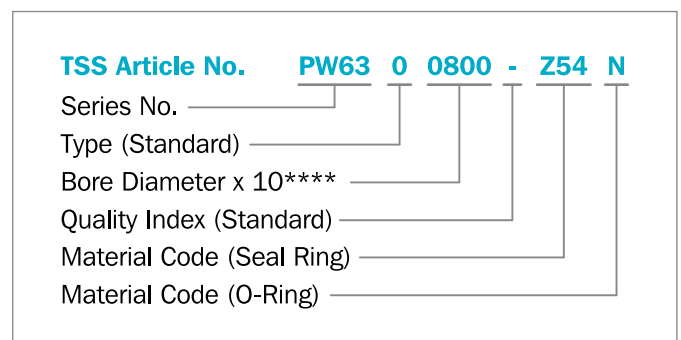 TSS Article No. PW63 0 0800 - Z54 N
Series No.
Type (Standard)
Bore Diameter x 10****
Quality Index (Standard)
Material Code (Seal Ring)
Material Code (O-Ring)